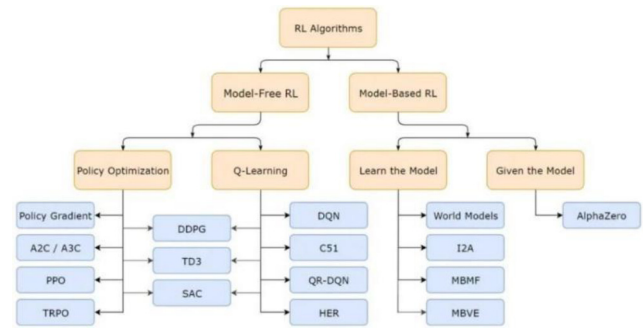 RL Algorithms
Model-Free RL
Model-Based RL
Policy Optimization
Q-Learning
Learn the Model
Given the Model
Policy Gradient
DDPG
DQN
World Models
AlphaZero
A2C / A3C
TD3
C51
I2A
PPO
SAC
QR-DQN
MBMF
TRPO
HER
MBVE